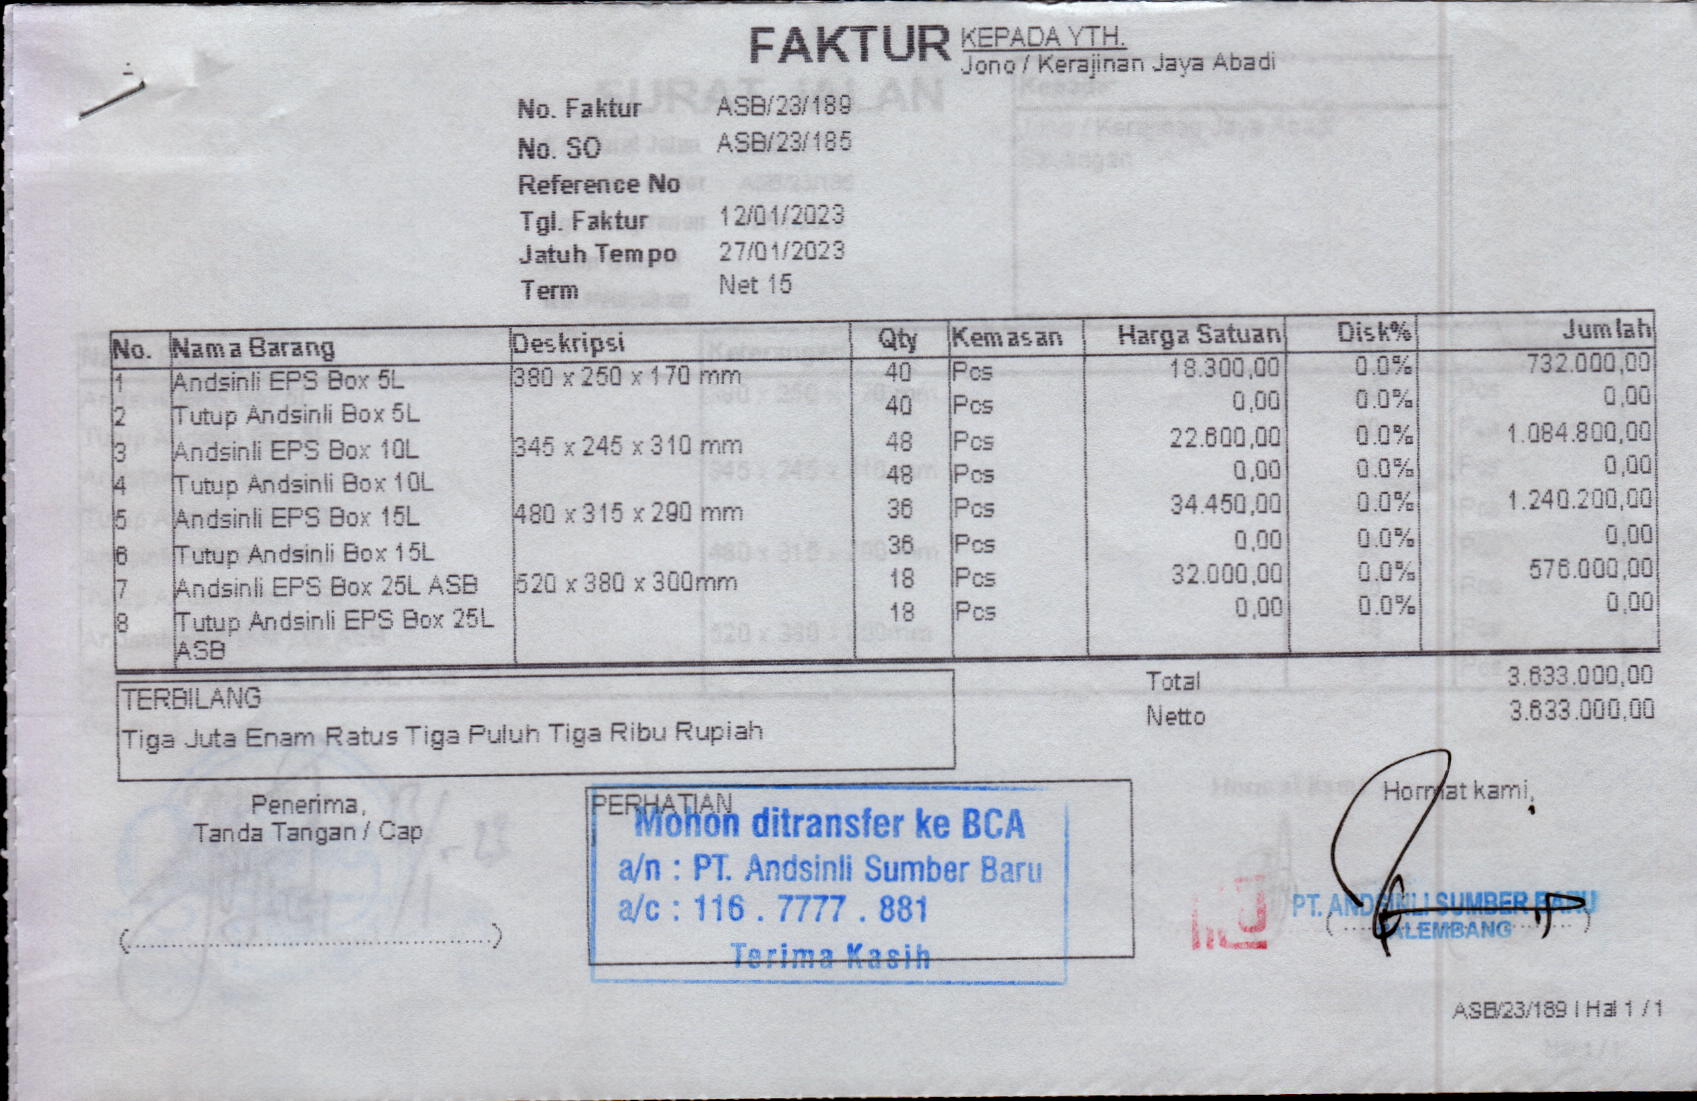 FAKTUR
KEPADA YTH.
Jono / Kerajinan Jaya Abadi
No. Faktur ASB/23/189
No. SO ASB/23/185
Reference No
Tgl. Faktur 12/01/2023
Jatuh Tempo 27/01/2023
Term Net 15
No. Nama Barang Deskripsi Qty Kemasan Harga Satuan Disk% Jumlah
1 Andsinli EPS Box 5L 380 x 250 x 170 mm 40 Pcs 18.300,00 0.0% 732.000,00
2 Tutup Andsinli Box 5L 40 Pcs 0,00 0.0% 0,00
3 Andsinli EPS Box 10L 345 x 245 x 310 mm 48 Pcs 22.600,00 0.0% 1.084.800,00
4 Tutup Andsinli Box 10L 48 Pcs 0,00 0.0% 0,00
5 Andsinli EPS Box 15L 480 x 315 x 290 mm 36 Pcs 34.450,00 0.0% 1.240.200,00
6 Tutup Andsinli Box 15L 36 Pcs 0,00 0.0% 0,00
7 Andsinli EPS Box 25L ASB 520 x 380 x 300mm 18 Pcs 32.000,00 0.0% 576.000,00
8 Tutup Andsinli EPS Box 25L 18 Pcs 0,00 0.0% 0,00
ASB
Total 3.633.000,00
Netto 3.633.000,00
TERBILANG
Tiga Juta Enam Ratus Tiga Puluh Tiga Ribu Rupiah
Penerima,
Tanda Tangan / Cap
(........................................)
PERHATIAN
Mohon ditransfer ke BCA
a/n : PT. Andsinli Sumber Baru
a/c : 116 . 7777 . 881
Terima Kasih
Hormat kami,
PT. ANDSINLI SUMBER BARU
PALEMBANG
ASB/23/189 | Hal 1 / 1